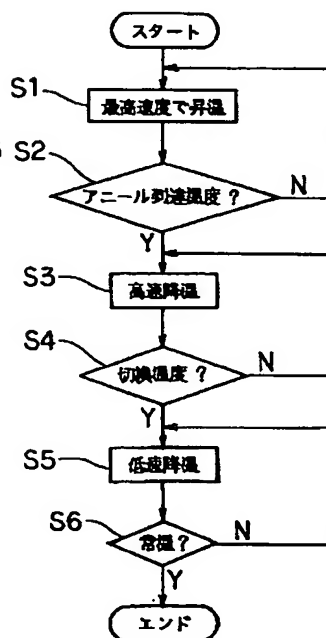 スタート
S1
最高速度で昇温
S2
アニール到達温度？
N
Y
S3
高速降温
S4
切換温度？
N
Y
S5
低速降温
S6
常温？
N
Y
エンド